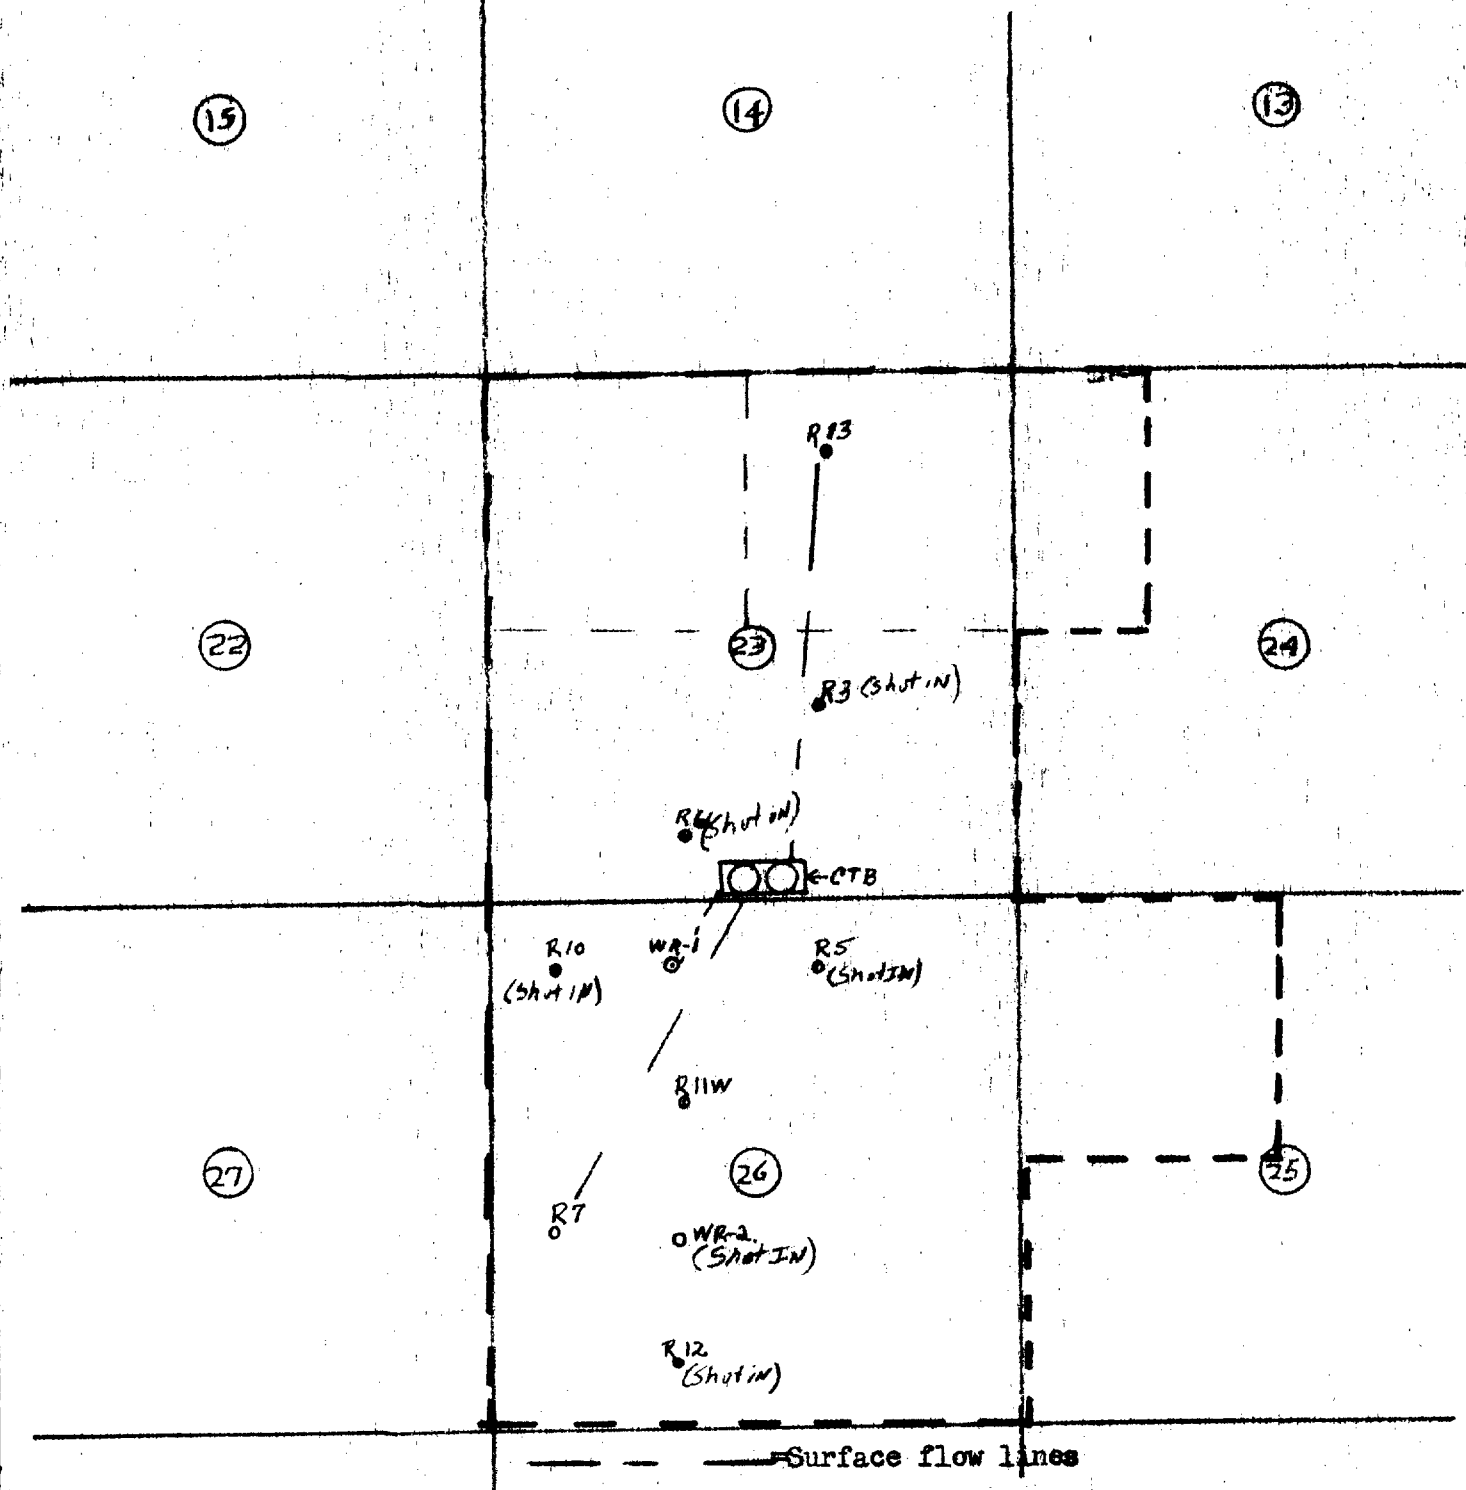 15
14
13
R 13
22
23
24
R3 (Shut iN)
(Shut iN)
←CTB
R10
(Shut IN)
WR-1
R5
(Shut IN)
R11W
27
26
25
R7
WR-2.
(Shut IN)
R12
(Shut iN)
=Surface flow lines